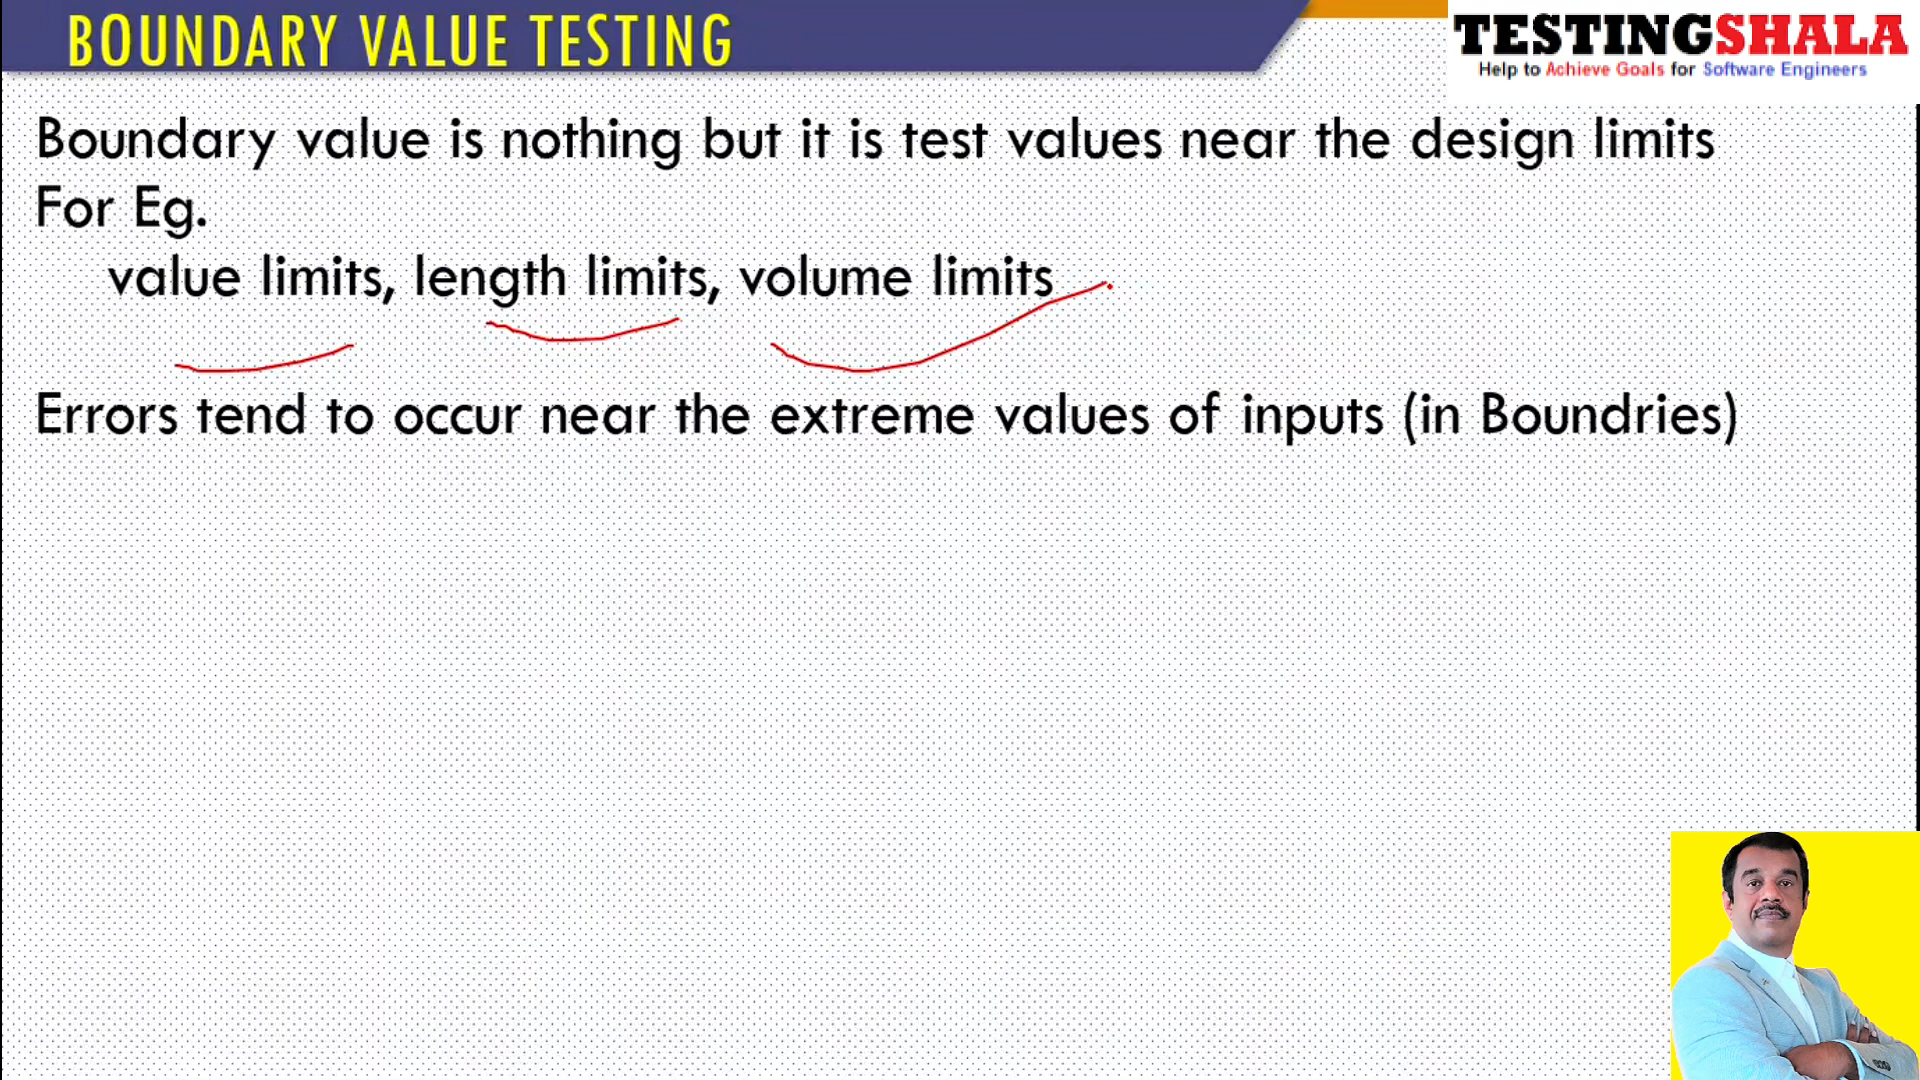 BOUNDARY VALUE TESTING
TESTINGSHALA
Help to Achieve Goals for Software Engineers
Boundary value is nothing but it is test values near the design limits
For Eg.
value limits, length limits, volume limits
Errors tend to occur near the extreme values of inputs (in Boundries)